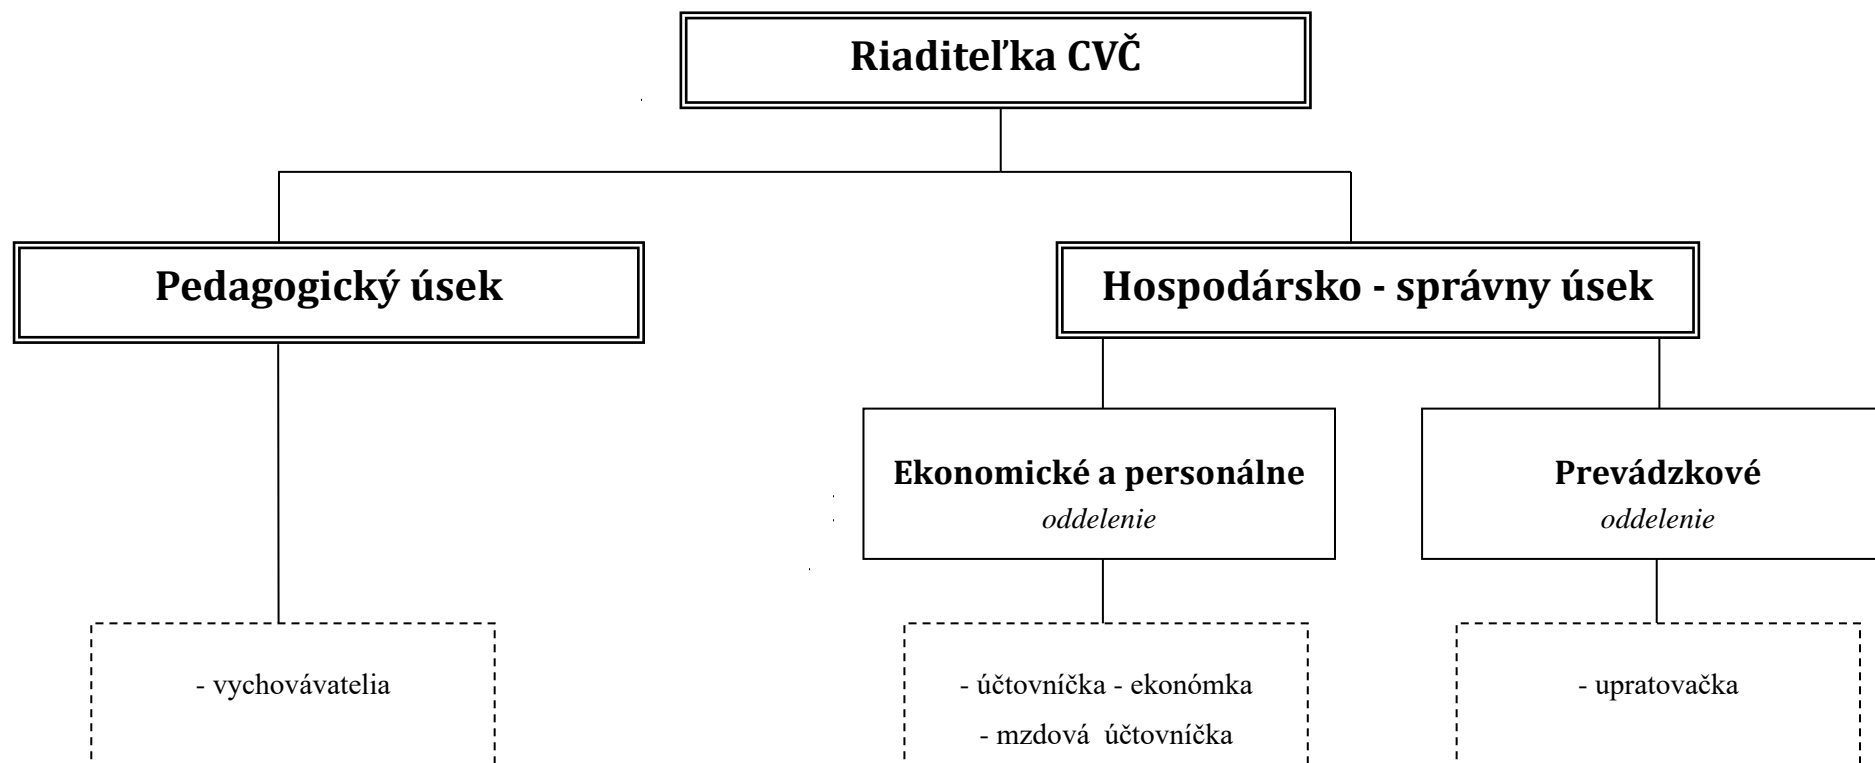 Riaditeľka CVČ
Pedagogický úsek
Hospodársko - správny úsek
Ekonomické a personálne
oddelenie
Prevádzkové
oddelenie
- vychovávatelia
- účtovníčka - ekonómka
- mzdová účtovníčka
- upratovačka